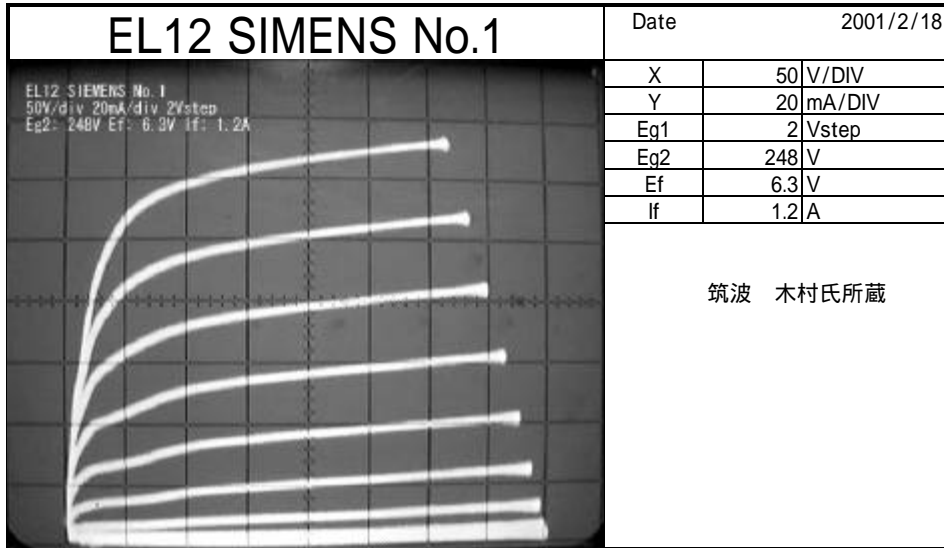 EL12 SIMENS No.1
Date 2001/2/18
EL12 SIEMENS No.1
50V/div 20mA/div 2Vstep
Eg2: 248V Ef: 6.3V If: 1.2A
X 50 V/DIV
Y 20 mA/DIV
Eg1 2 Vstep
Eg2 248 V
Ef 6.3 V
If 1.2 A
筑波 木村氏所蔵